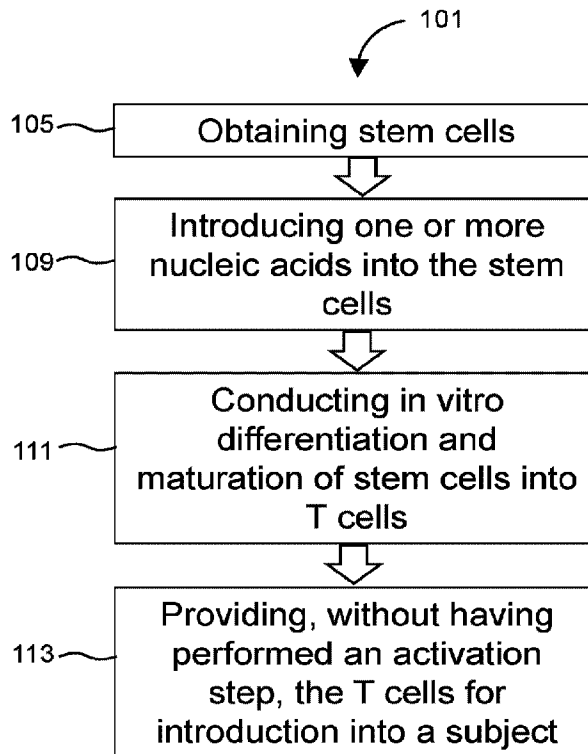 101
105
Obtaining stem cells
109
Introducing one or more
nucleic acids into the stem
cells
111
Conducting in vitro
differentiation and
maturation of stem cells into
T cells
113
Providing, without having
performed an activation
step, the T cells for
introduction into a subject